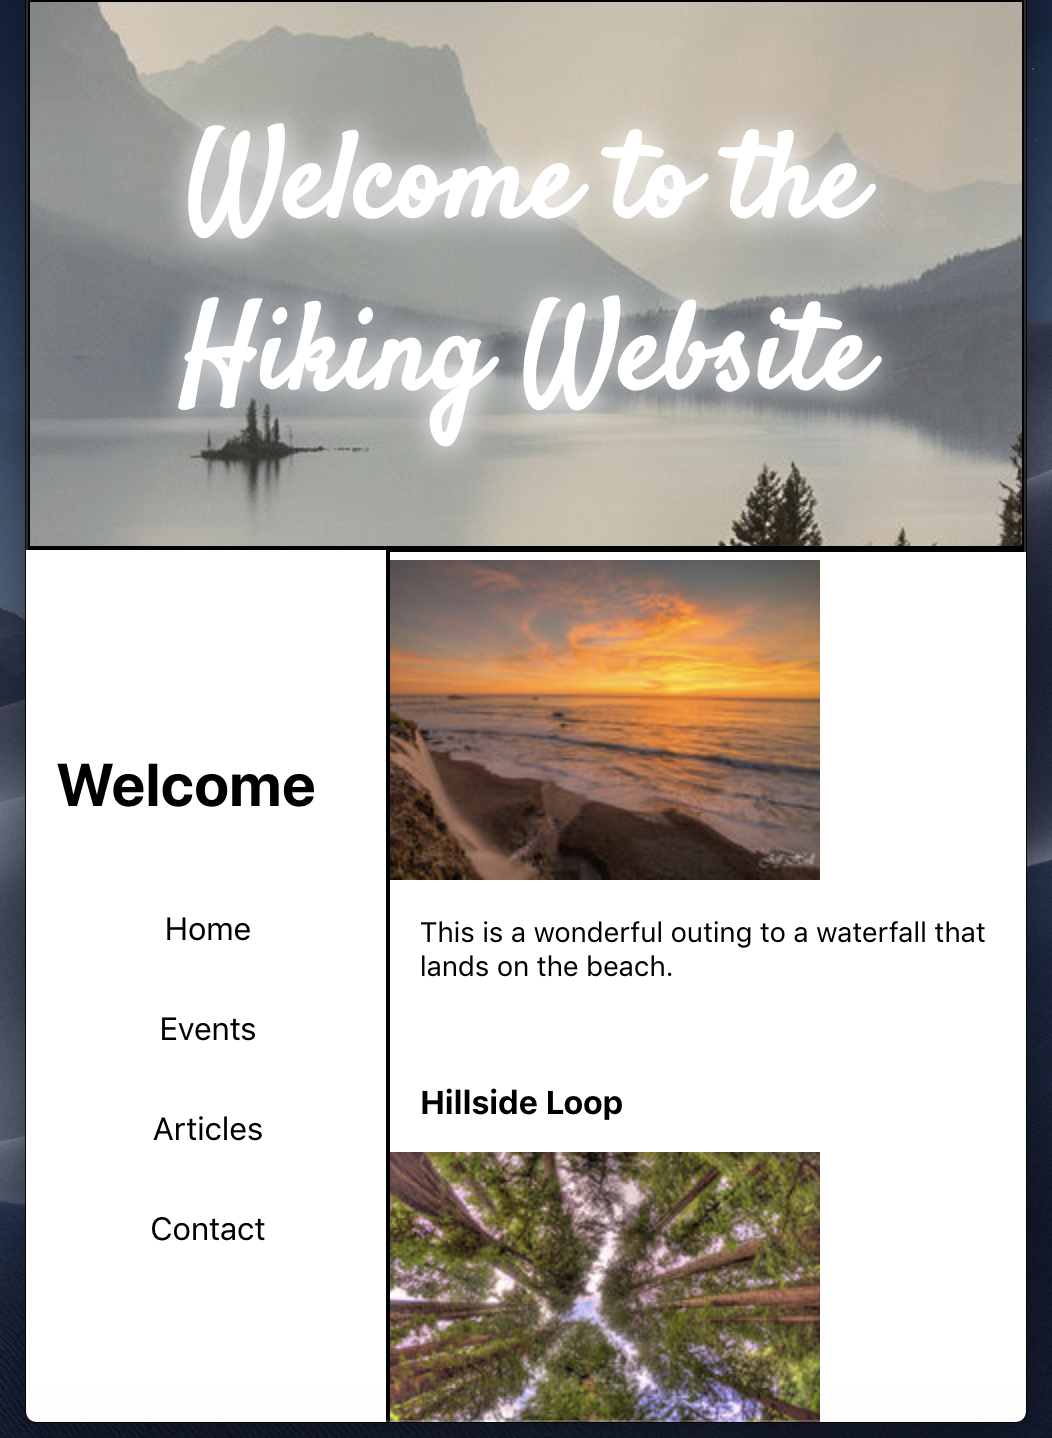 Welcome to the
Hiking Website
Welcome
Home
Events
Articles
Contact
This is a wonderful outing to a waterfall that
lands on the beach.
Hillside Loop